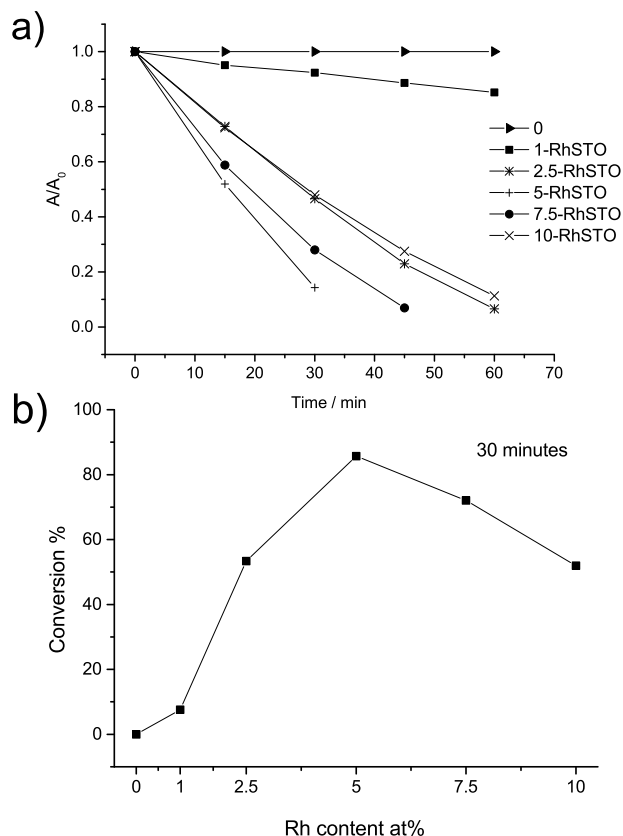 a)
1.0
0.8
0.6
0.4
0.2
0.0
A/A0
0
1-RhSTO
2.5-RhSTO
5-RhSTO
7.5-RhSTO
10-RhSTO
0 10 20 30 40 50 60 70
Time / min
b)
100
80
60
40
20
0
Conversion %
30 minutes
0 1 2.5 5 7.5 10
Rh content at%